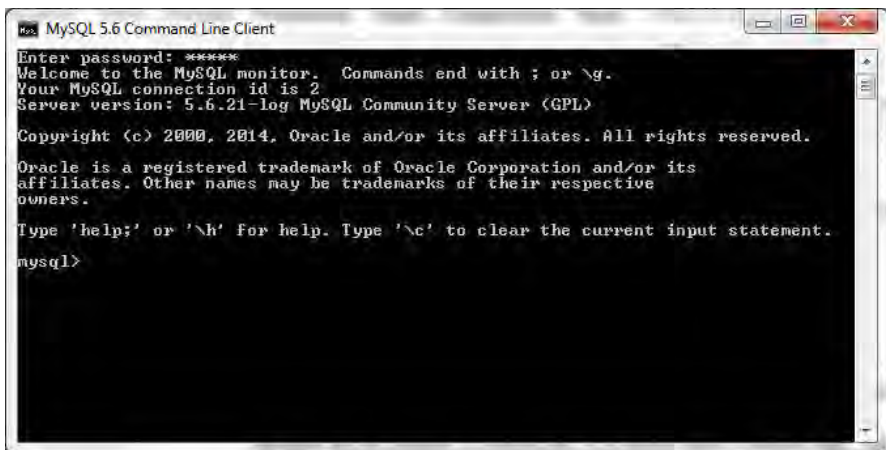 MySQL 5.6 Command Line Client
Enter password: *****
Welcome to the MySQL monitor.  Commands end with ; or \g.
Your MySQL connection id is 2
Server version: 5.6.21-log MySQL Community Server (GPL)
Copyright (c) 2000, 2014, Oracle and/or its affiliates. All rights reserved.
Oracle is a registered trademark of Oracle Corporation and/or its
affiliates. Other names may be trademarks of their respective
owners.
Type 'help;' or '\h' for help. Type '\c' to clear the current input statement.
mysql>